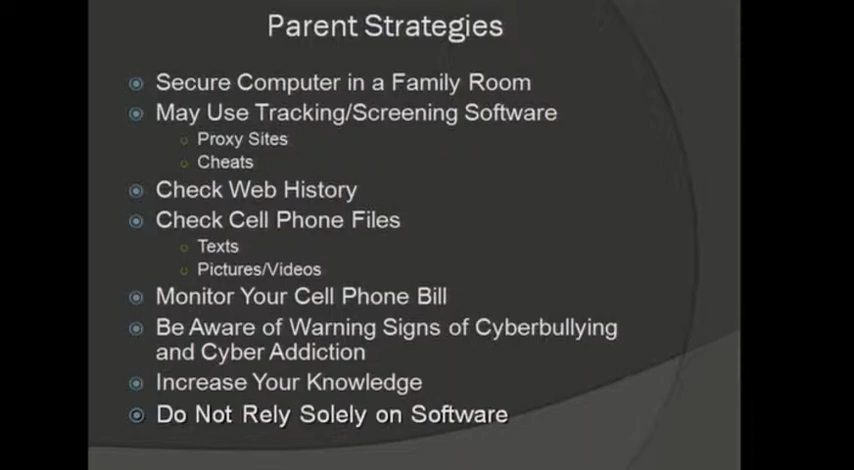 Parent Strategies
Secure Computer in a Family Room
May Use Tracking/Screening Software
Proxy Sites
Cheats
Check Web History
Check Cell Phone Files
Texts
Pictures/Videos
Monitor Your Cell Phone Bill
Be Aware of Warning Signs of Cyberbullying
and Cyber Addiction
Increase Your Knowledge
Do Not Rely Solely on Software